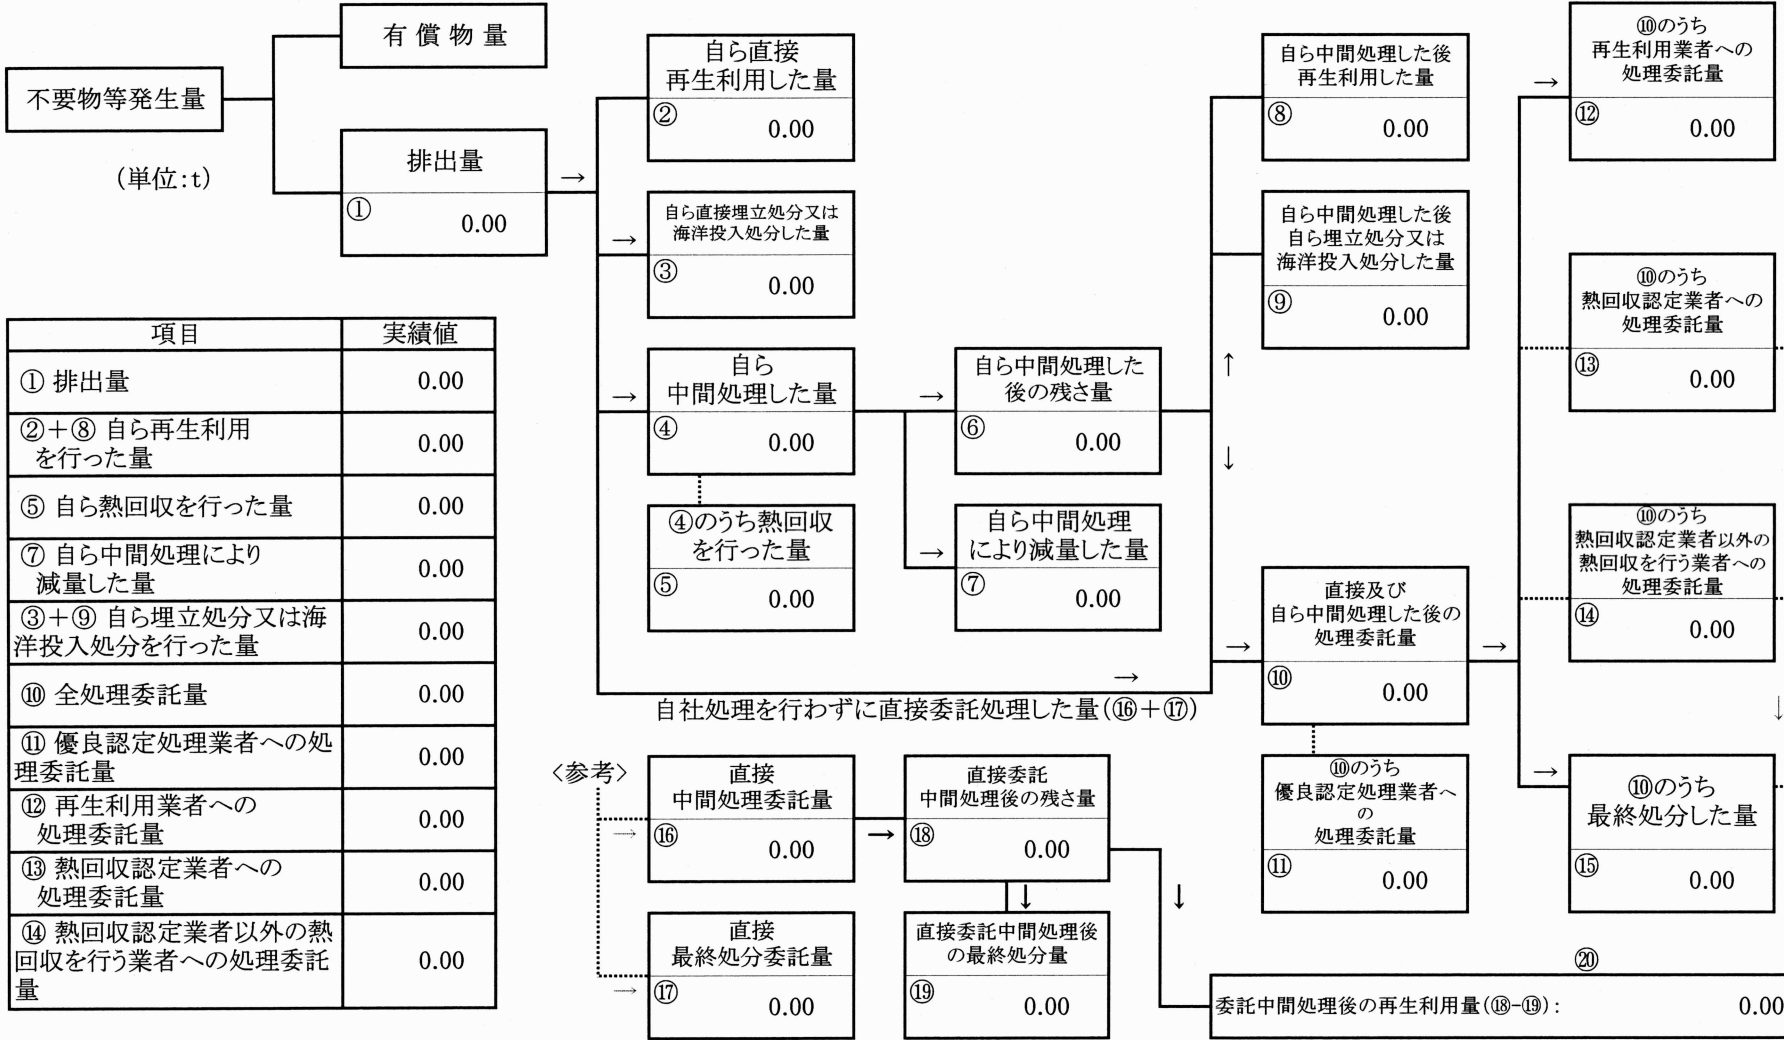 不要物等発生量
(単位:t)
有償物量
排出量
① 0.00
自ら直接
再生利用した量
② 0.00
自ら直接埋立処分又は
海洋投入処分した量
③ 0.00
自ら
中間処理した量
④ 0.00
④のうち熱回収
を行った量
⑤ 0.00
自ら中間処理した
後の残さ量
⑥ 0.00
自ら中間処理
により減量した量
⑦ 0.00
自ら中間処理した後
再生利用した量
⑧ 0.00
自ら中間処理した後
自ら埋立処分又は
海洋投入処分した量
⑨ 0.00
直接及び
自ら中間処理した後の
処理委託量
⑩ 0.00
⑩のうち
優良認定処理業者へ
の
処理委託量
⑪ 0.00
⑩のうち
再生利用業者への
処理委託量
⑫ 0.00
⑩のうち
熱回収認定業者への
処理委託量
⑬ 0.00
⑩のうち
熱回収認定業者以外の
熱回収を行う業者への
処理委託量
⑭ 0.00
⑩のうち
最終処分した量
⑮ 0.00
自社処理を行わずに直接委託処理した量(⑯+⑰)
<参考>
直接
中間処理委託量
⑯ 0.00
直接
最終処分委託量
⑰ 0.00
直接委託
中間処理後の残さ量
⑱ 0.00
直接委託中間処理後
の最終処分量
⑲ 0.00
⑳
委託中間処理後の再生利用量(⑱-⑲): 0.00
項目 実績値
① 排出量 0.00
②+⑧ 自ら再生利用
を行った量 0.00
⑤ 自ら熱回収を行った量 0.00
⑦ 自ら中間処理により
減量した量 0.00
③+⑨ 自ら埋立処分又は海
洋投入処分を行った量 0.00
⑩ 全処理委託量 0.00
⑪ 優良認定処理業者への処
理委託量 0.00
⑫ 再生利用業者への
処理委託量 0.00
⑬ 熱回収認定業者への
処理委託量 0.00
⑭ 熱回収認定業者以外の熱
回収を行う業者への処理委託
量 0.00